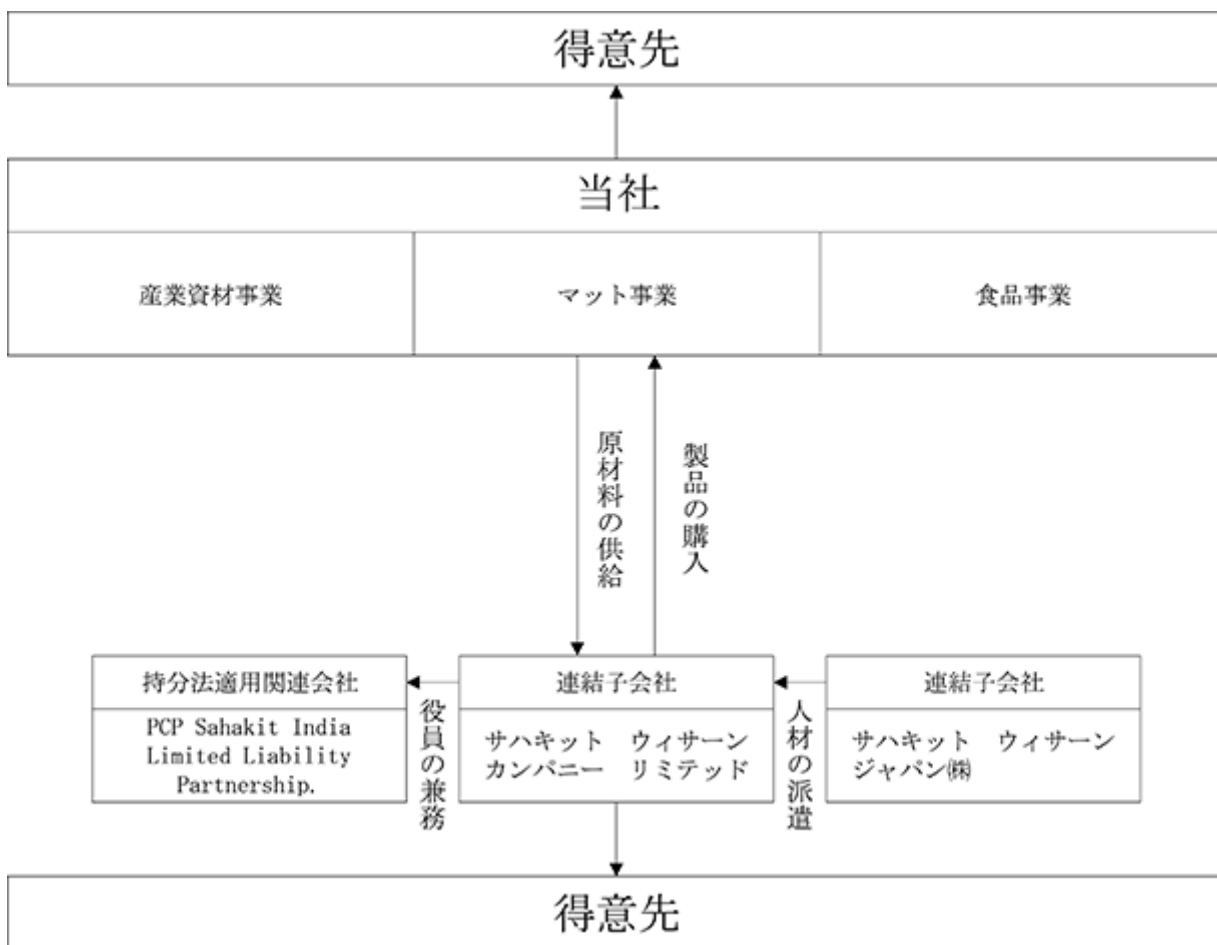 得意先
当社
産業資材事業
マット事業
食品事業
原材料の供給
製品の購入
持分法適用関連会社
PCP Sahakit India
Limited Liability
Partnership.
役員の兼務
連結子会社
サハキット　ウィサーン
カンパニー　リミテッド
人材の派遣
連結子会社
サハキット　ウィサーン
ジャパン㈱
得意先